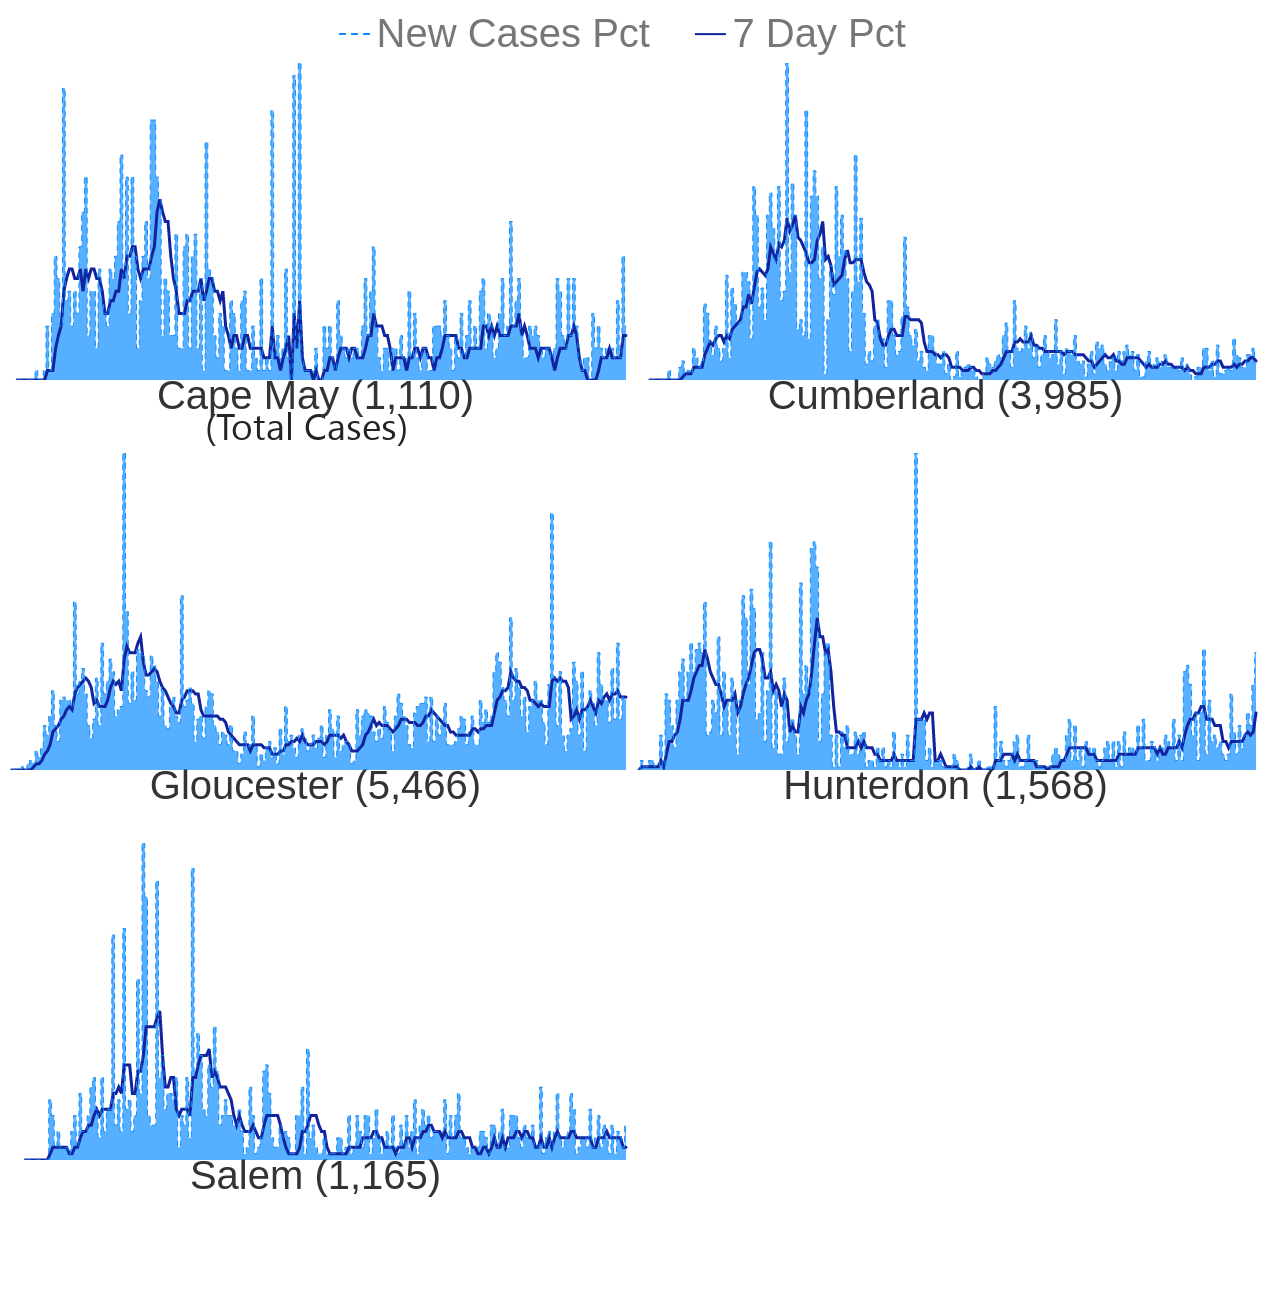 New Cases Pct 7 Day Pct
Cape May (1,110) Cumberland (3,985)
(Total Cases)
Gloucester (5,466) Hunterdon (1,568)
Salem (1,165)